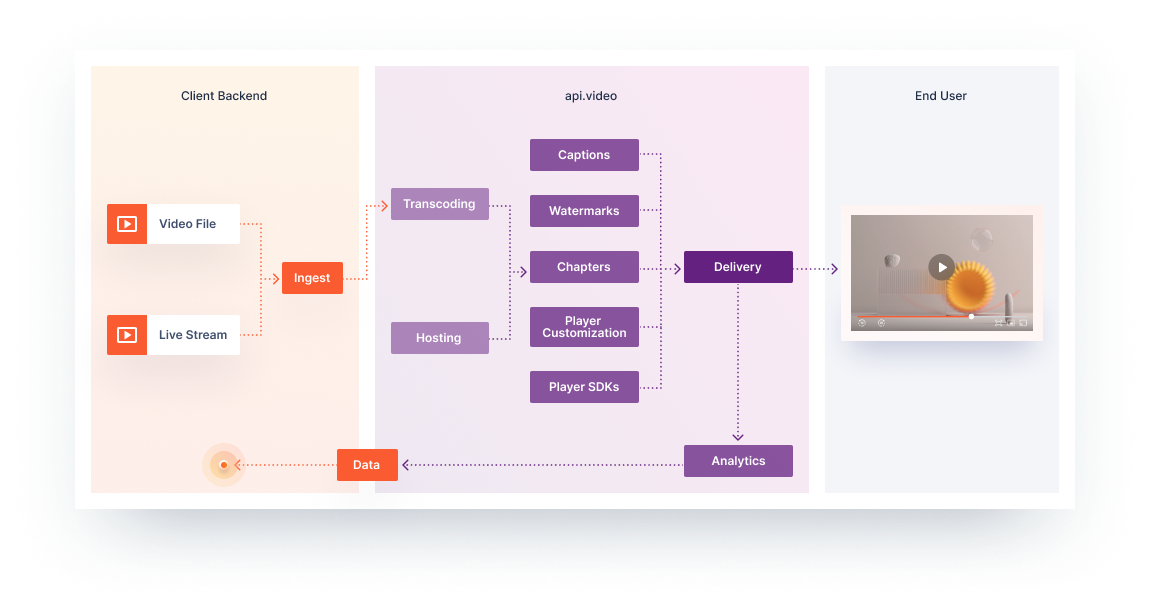 Client Backend
api.video
End User
Captions
Transcoding
Watermarks
Video File
Chapters
Delivery
Ingest
Player
Customization
Live Stream
Hosting
Player SDKs
Data
Analytics